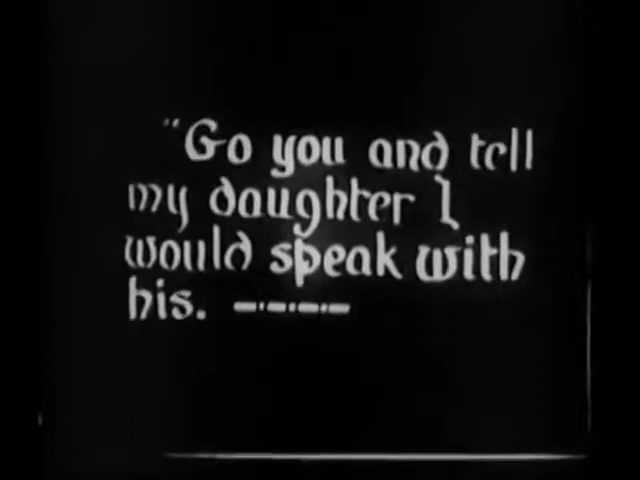 "Go you and tell
my daughter I
would speak with
his. –·–·–·–